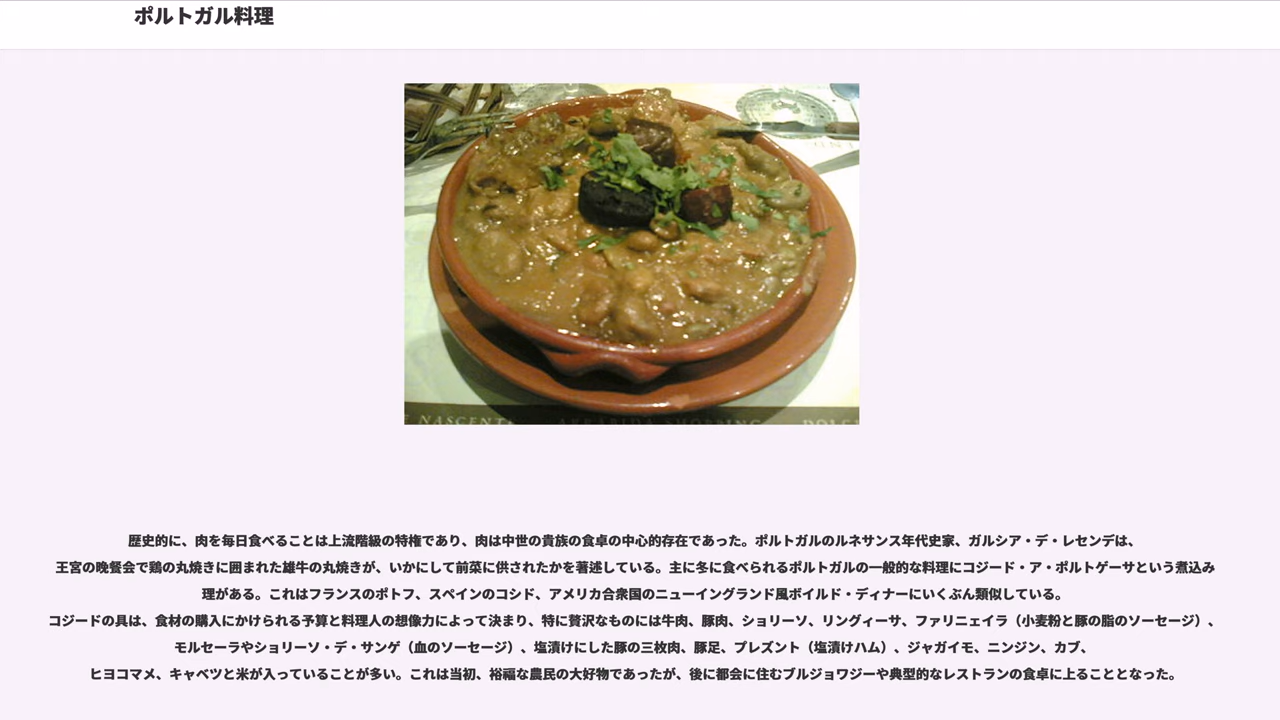 ポルトガル料理
NASCENT
歴史的に、肉を毎日食べることは上流階級の特権であり、肉は中世の貴族の食卓の中心的存在であった。ポルトガルのルネサンス年代史家、ガルシア・デ・レセンデは、
王宮の晩餐会で鶏の丸焼きに囲まれた雄牛の丸焼きが、いかにして前菜に供されたかを著述している。主に冬に食べられるポルトガルの一般的な料理にコジード・ア・ポルトゲーサという煮込み
理がある。これはフランスのポトフ、スペインのコシド、アメリカ合衆国のニューイングランド風ボイルド・ディナーにいくぶん類似している。
コジードの具は、食材の購入にかけられる予算と料理人の想像力によって決まり、特に贅沢なものには牛肉、豚肉、ショリーソ、リングィーサ、ファリニェイラ（小麦粉と豚の脂のソーセージ）、
モルセーラやショリーソ・デ・サンゲ（血のソーセージ）、塩漬けにした豚の三枚肉、豚足、プレズント（塩漬けハム）、ジャガイモ、ニンジン、カブ、
ヒヨコマメ、キャベツと米が入っていることが多い。これは当初、裕福な農民の大好物であったが、後に都会に住むブルジョワジーや典型的なレストランの食卓に上ることとなった。